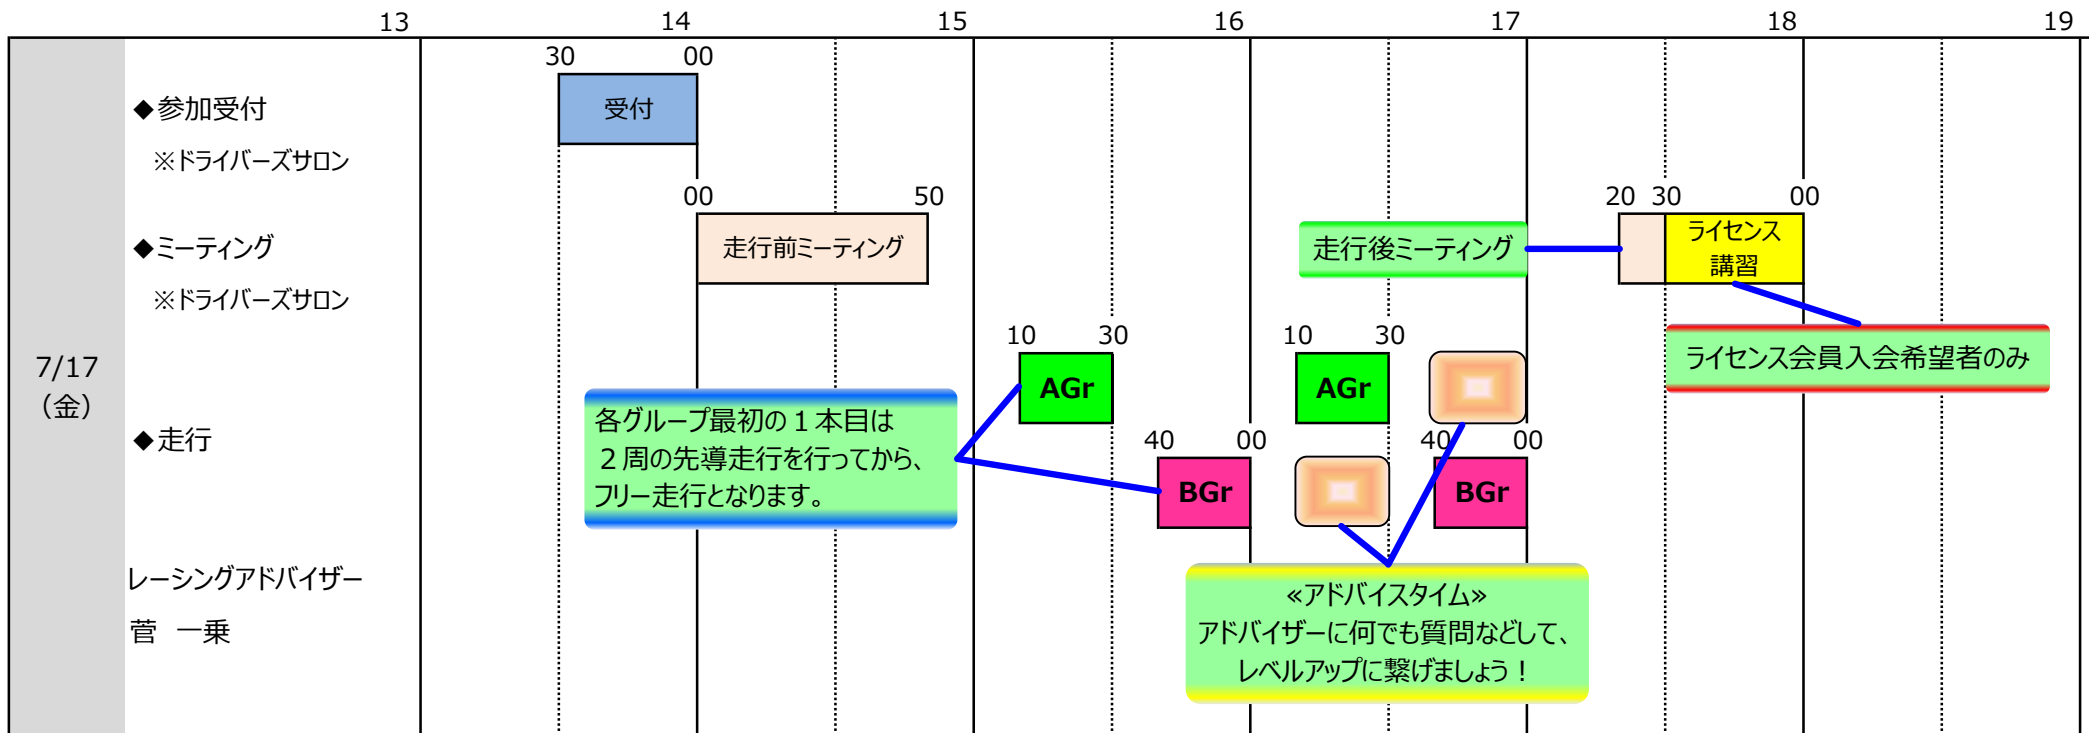 13 14 15 16 17 18 19
30 00
◆参加受付
受付
※ドライバーズサロン
00 50
20 30 00
◆ミーティング
走行前ミーティング
走行後ミーティング
ライセンス
講習
※ドライバーズサロン
10 30
10 30
7/17
（金）
AGr
AGr
ライセンス会員入会希望者のみ
各グループ最初の１本目は
２周の先導走行を行ってから、
フリー走行となります。
◆走行
40 00
40 00
BGr
BGr
レーシングアドバイザー
菅　一乗
≪アドバイスタイム≫
アドバイザーに何でも質問などして、
レベルアップに繋げましょう！